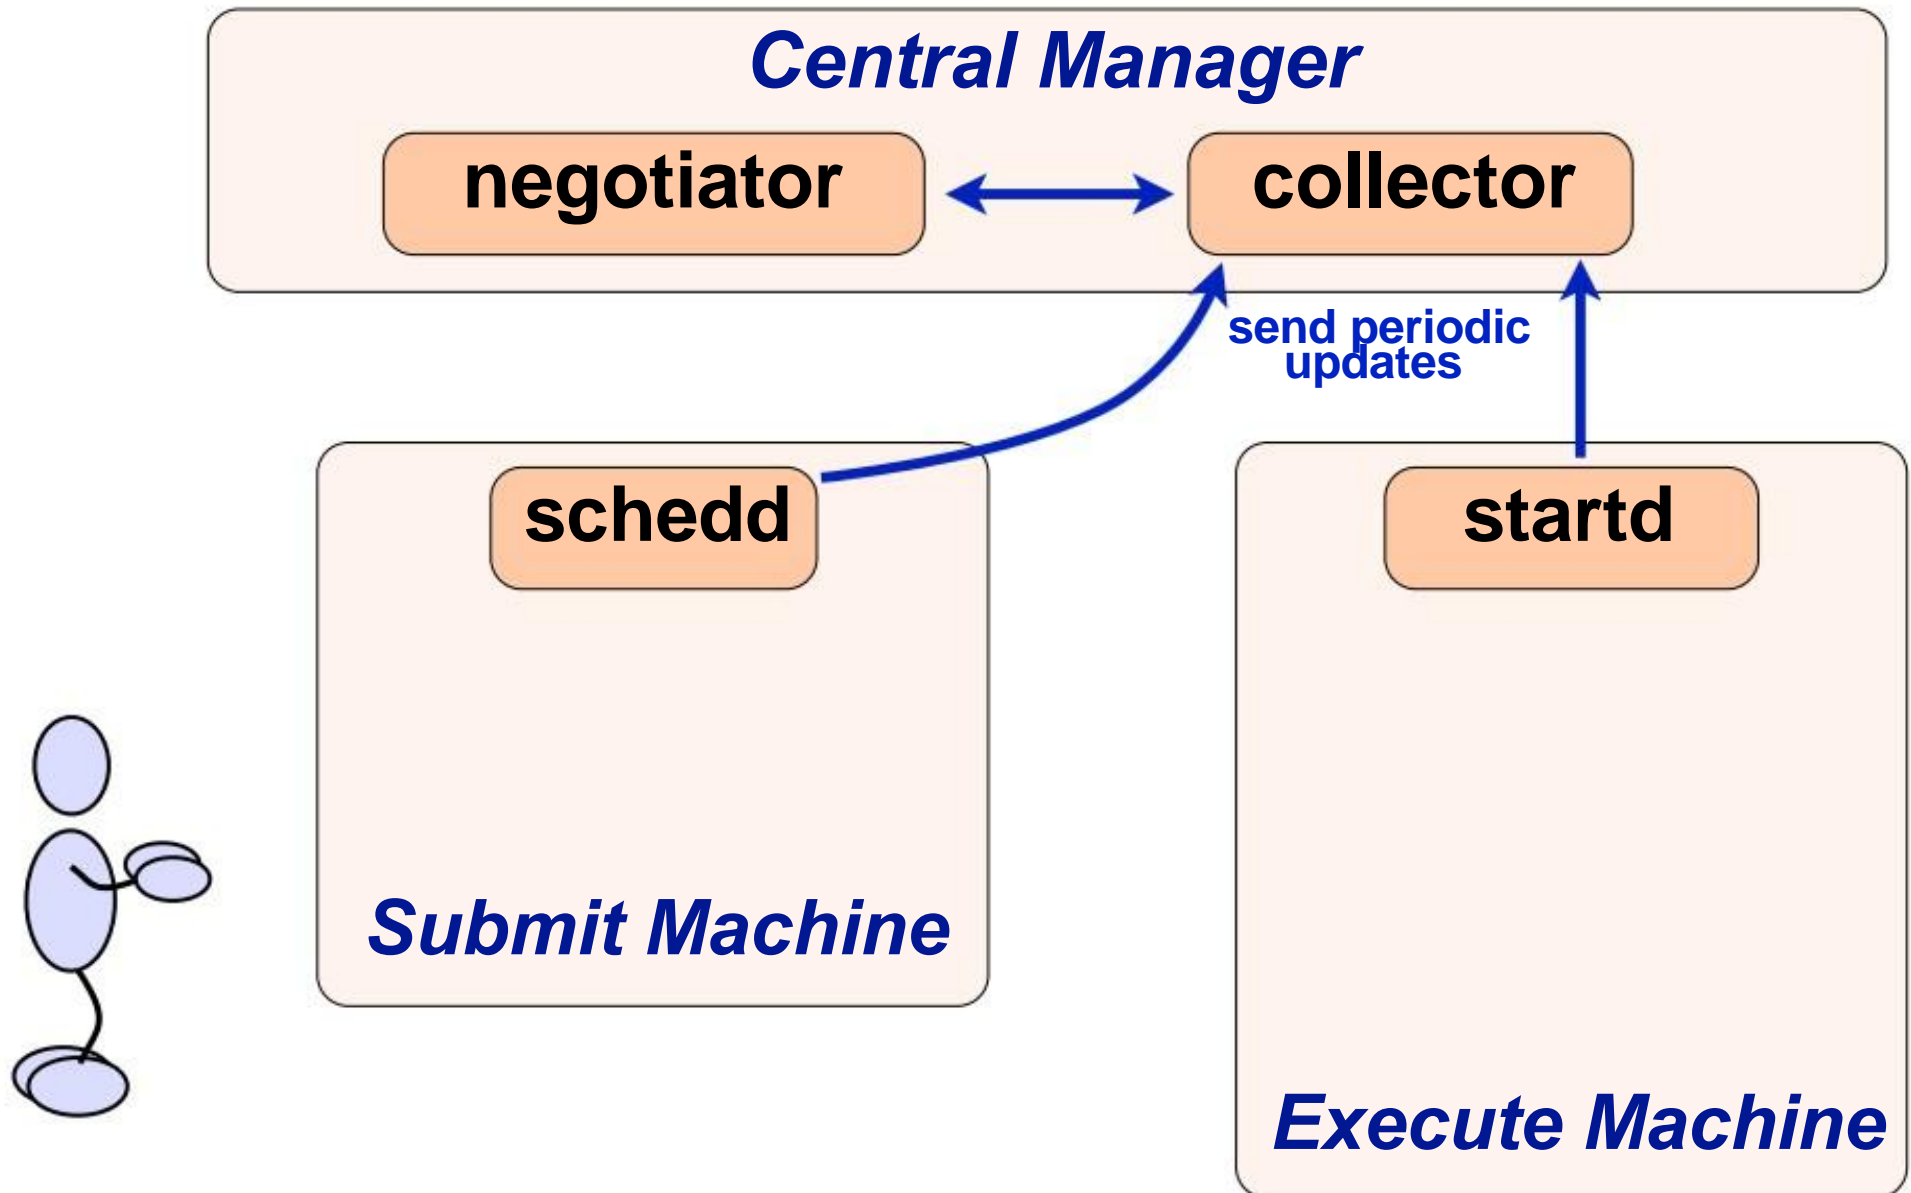 Central Manager
negotiator
collector
send periodic
updates
schedd
startd
Submit Machine
Execute Machine